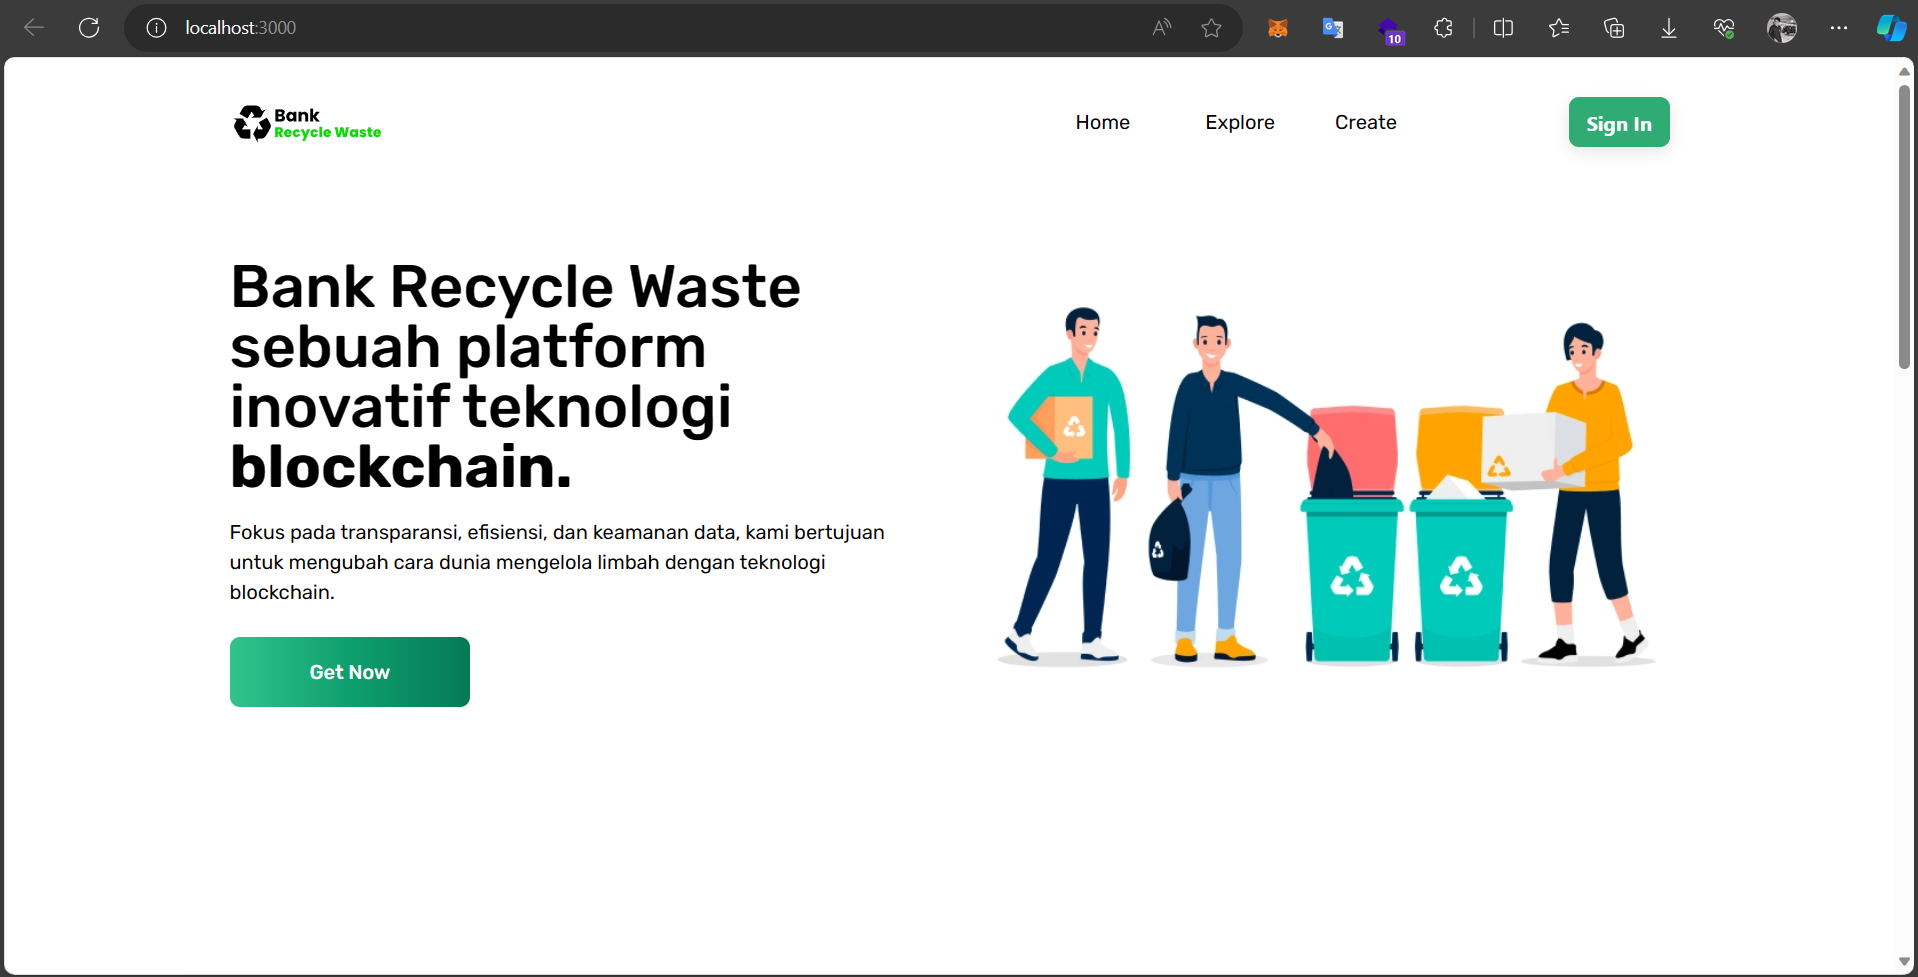 localhost:3000
10
Bank
Recycle Waste
Home Explore Create Sign In
Bank Recycle Waste
sebuah platform
inovatif teknologi
blockchain.
Fokus pada transparansi, efisiensi, dan keamanan data, kami bertujuan
untuk mengubah cara dunia mengelola limbah dengan teknologi
blockchain.
Get Now